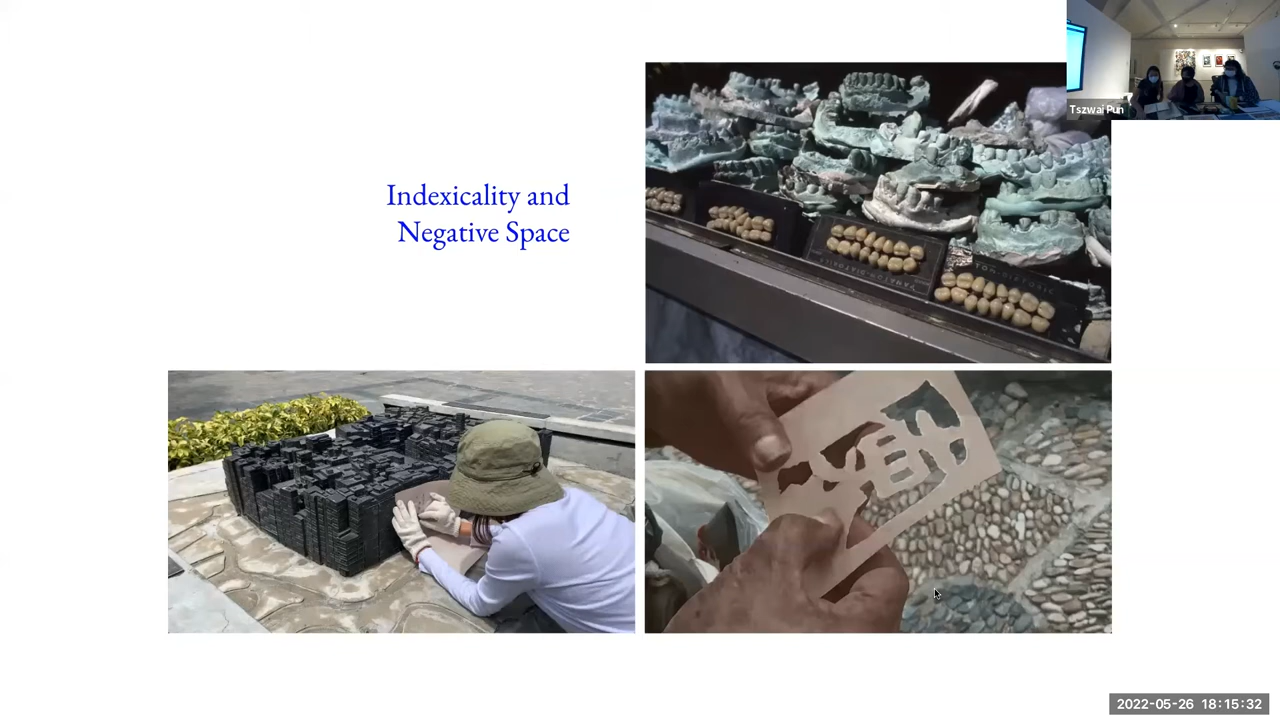 Indexicality and
Negative Space
Tszwai Pun
2022-05-26 18:15:32